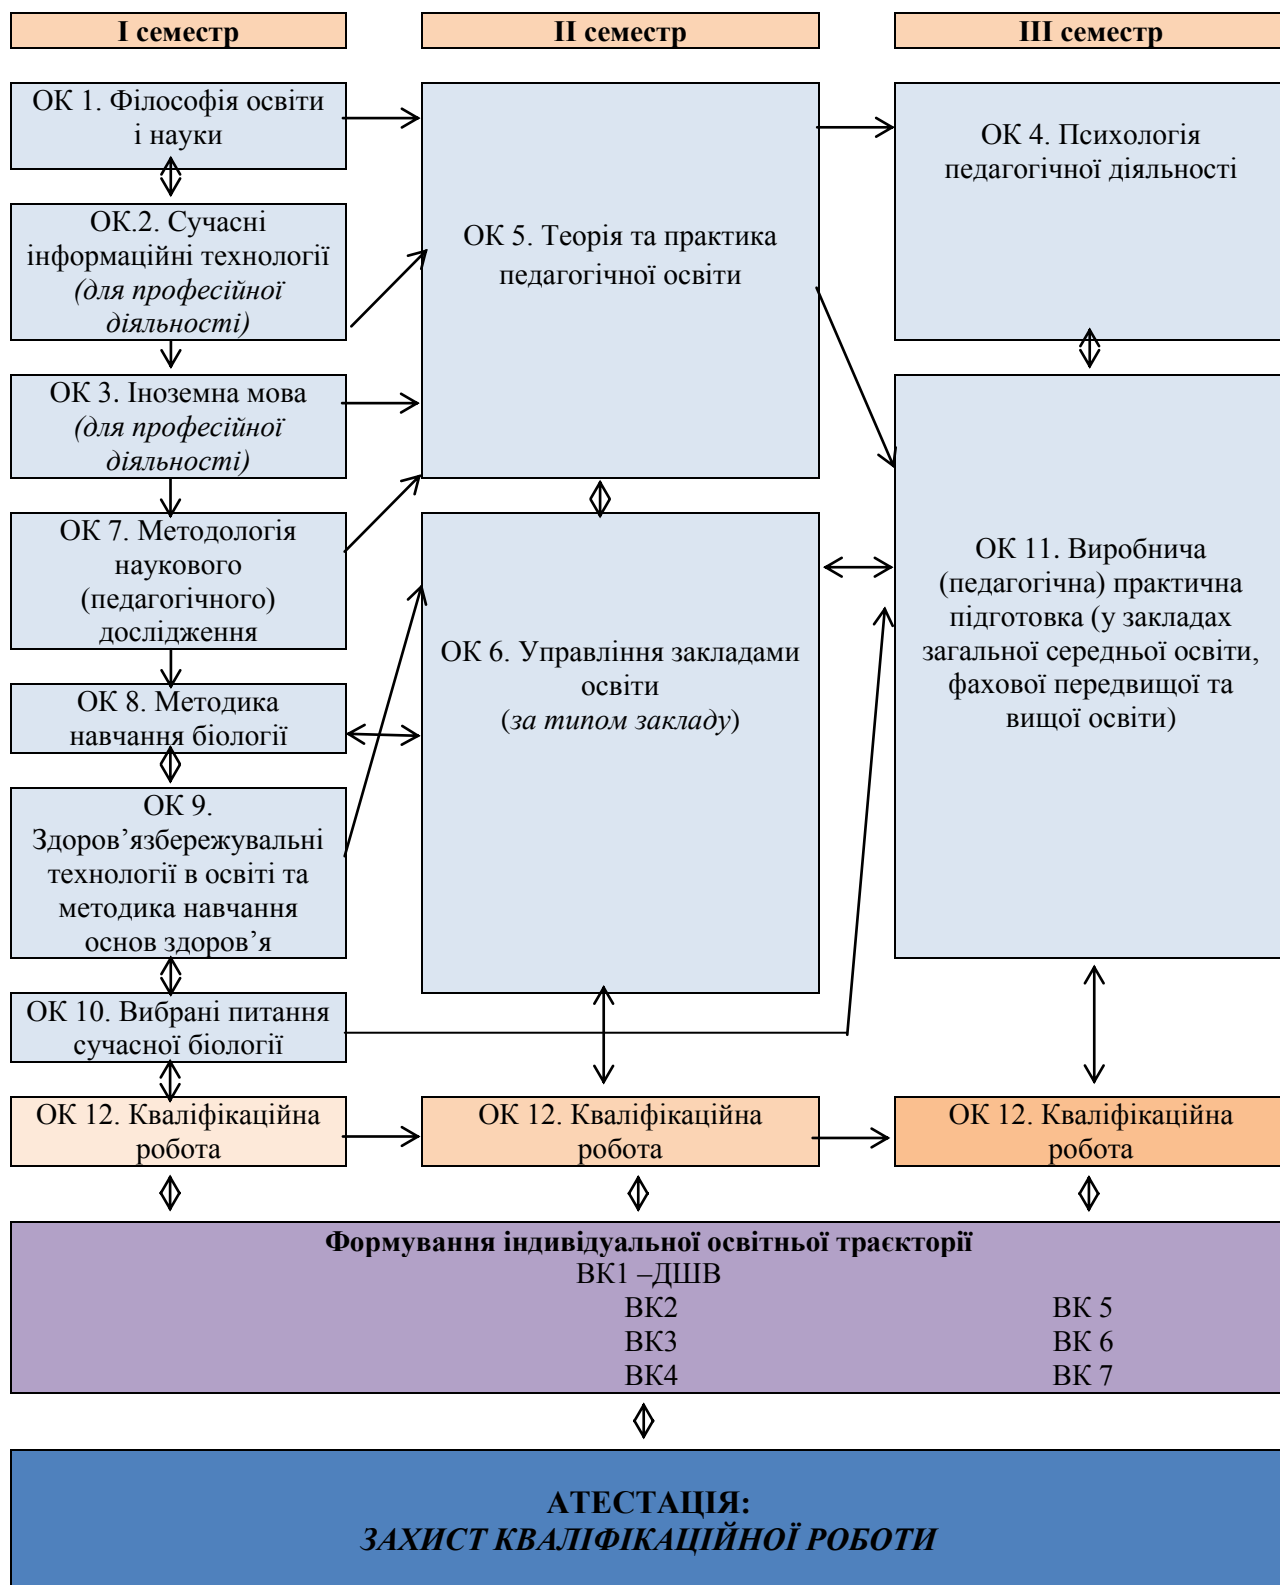 І семестр
ІІ семестр
ІІІ семестр
ОК 1. Філософія освіти
і науки
ОК.2. Сучасні
інформаційні технології
(для професійної
діяльності)
ОК 3. Іноземна мова
(для професійної
діяльності)
ОК 7. Методологія
наукового
(педагогічного)
дослідження
ОК 8. Методика
навчання біології
ОК 9.
Здоров’язбережувальні
технології в освіті та
методика навчання
основ здоров’я
ОК 10. Вибрані питання
сучасної біології
ОК 12. Кваліфікаційна
робота
ОК 5. Теорія та практика
педагогічної освіти
ОК 6. Управління закладами
освіти
(за типом закладу)
ОК 12. Кваліфікаційна
робота
ОК 4. Психологія
педагогічної діяльності
ОК 11. Виробнича
(педагогічна) практична
підготовка (у закладах
загальної середньої освіти,
фахової передвищої та
вищої освіти)
ОК 12. Кваліфікаційна
робота
Формування індивідуальної освітньої траєкторії
ВК1 –ДШВ
ВК2
ВК3
ВК4
ВК 5
ВК 6
ВК 7
АТЕСТАЦІЯ:
ЗАХИСТ КВАЛІФІКАЦІЙНОЇ РОБОТИ